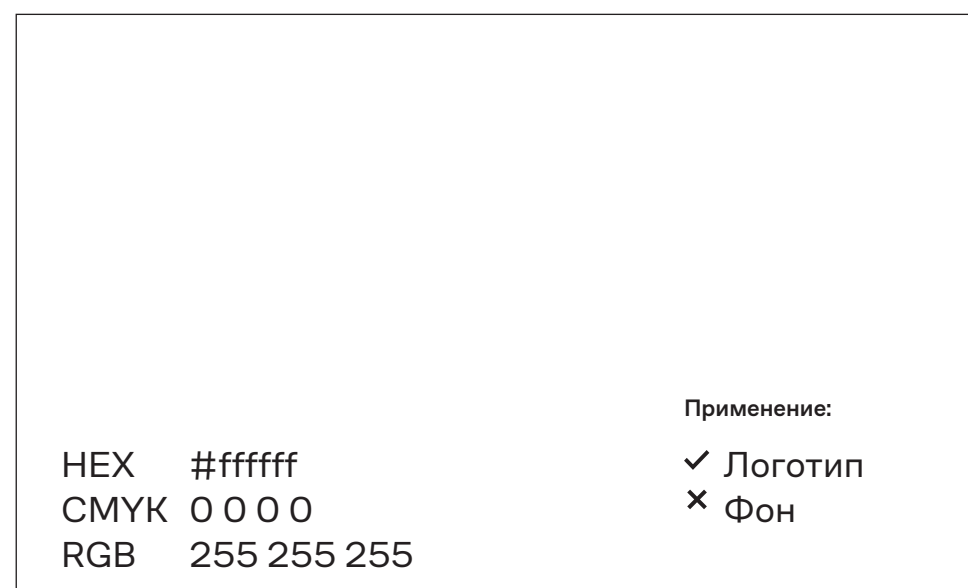 Применение:
HEX #ffffff
CMYK 0 0 0 0
RGB 255 255 255
✓ Логотип
✕ Фон